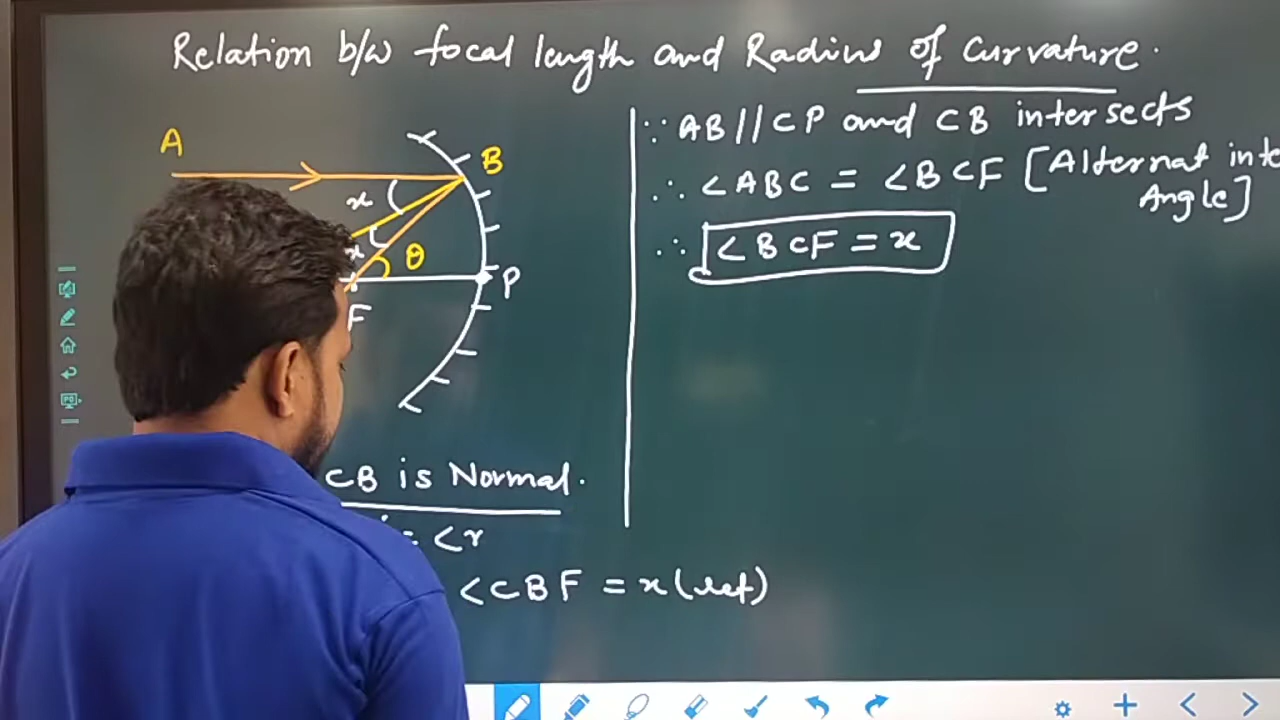 Relation b/w focal length and Radius of Curvature.
A
B
x
x
θ
F
P
CB is Normal.
= <r
<CBF = x (let)
∵ AB // CP and CB intersects
∴ <ABC = <BCF [Alternat inte
Angle]
∴ <BCF = x